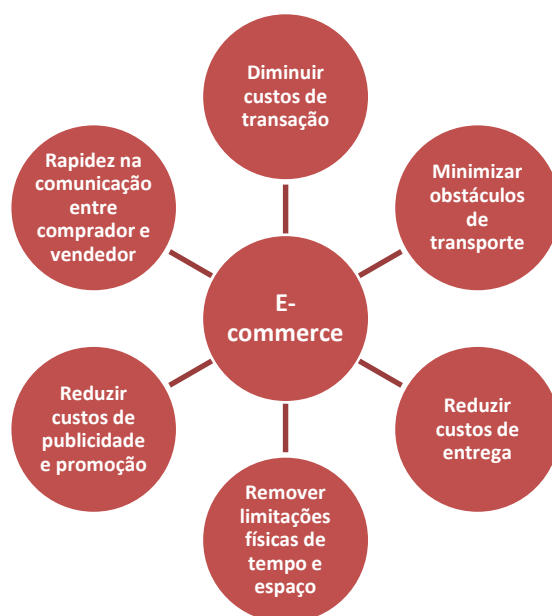 Diminuir
custos de
transação
Rapidez na
comunicação
entre
comprador e
vendedor
Minimizar
obstáculos
de
transporte
E-
commerce
Reduzir
custos de
publicidade
e promoção
Reduzir
custos de
entrega
Remover
limitações
físicas de
tempo e
espaço